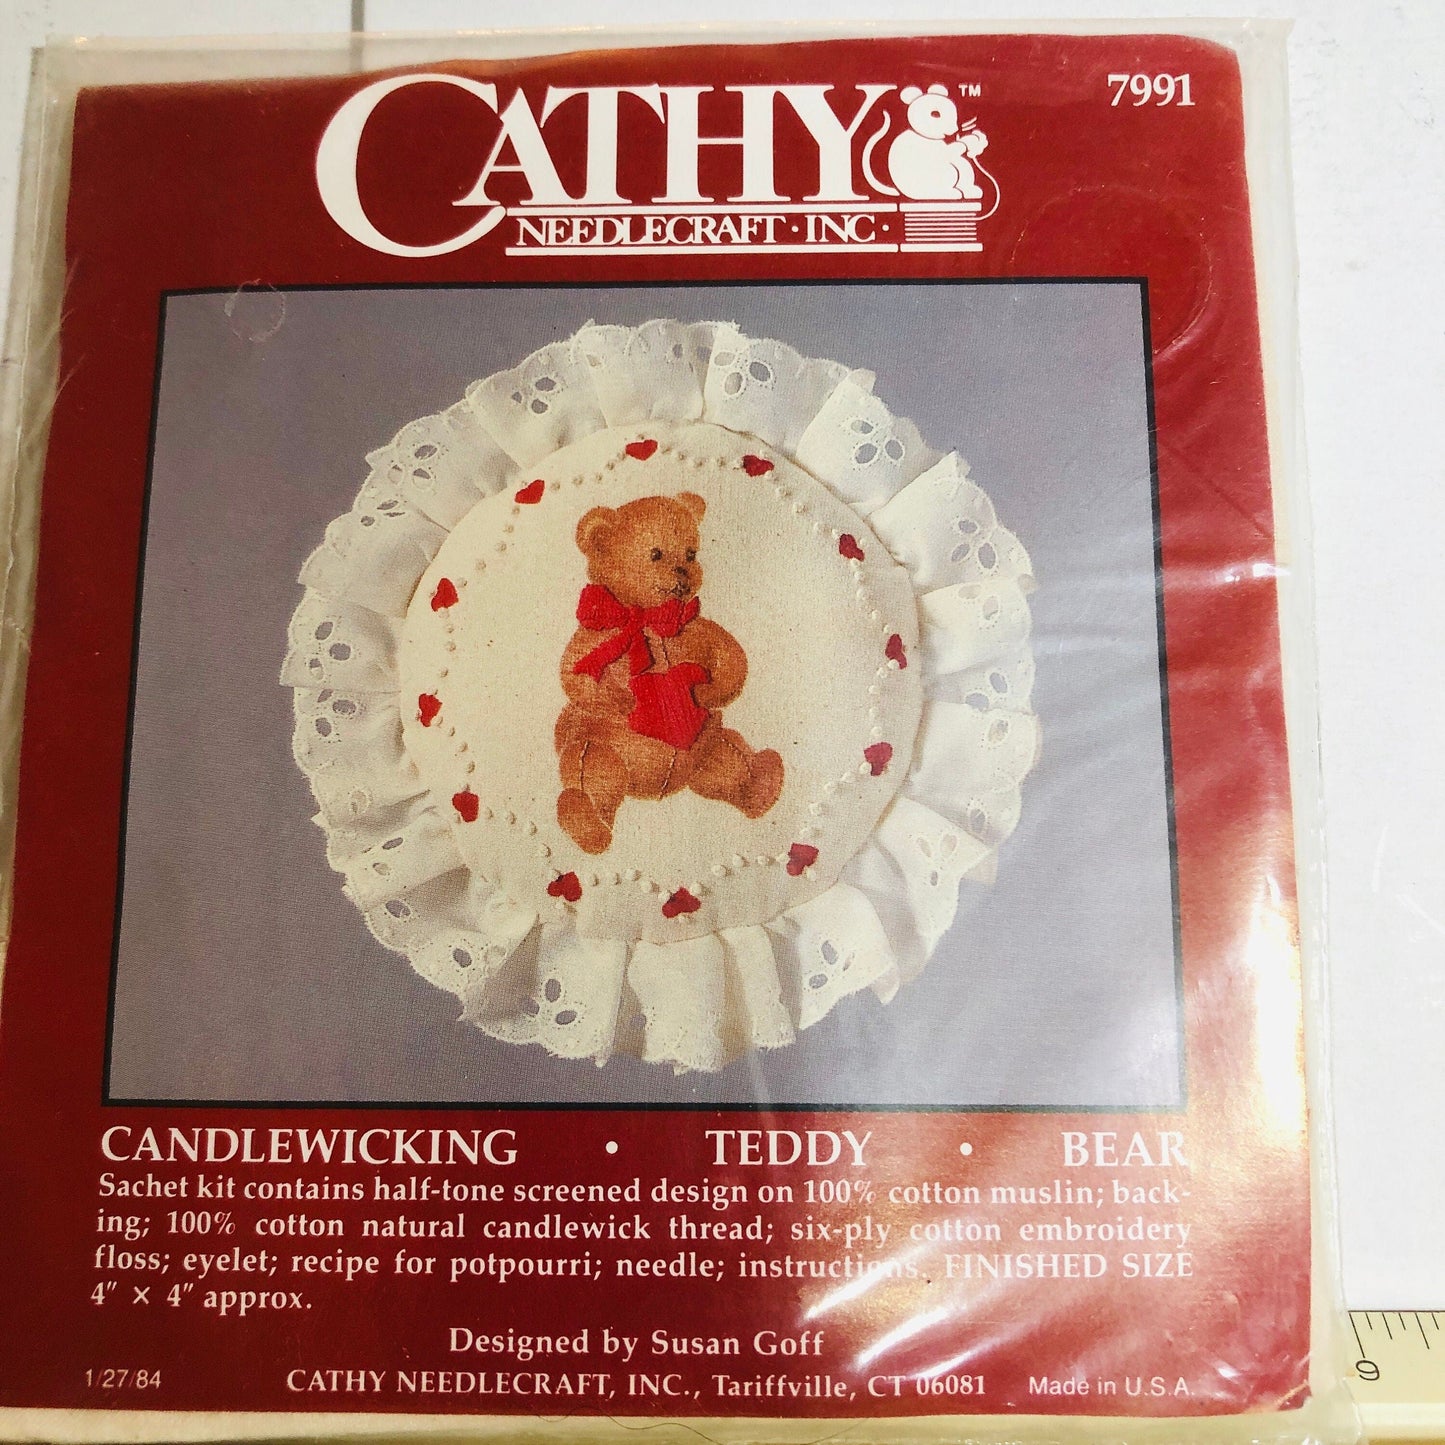 CATHY™
7991
NEEDLECRAFT · INC ·
CANDLEWICKING • TEDDY • BEAR
Sachet kit contains half-tone screened design on 100% cotton muslin; back-
ing; 100% cotton natural candlewick thread; six-ply cotton embroidery
floss; eyelet; recipe for potpourri; needle; instructions. FINISHED SIZE
4" × 4" approx.
Designed by Susan Goff
1/27/84 CATHY NEEDLECRAFT, INC., Tariffville, CT 06081 Made in U.S.A.
9